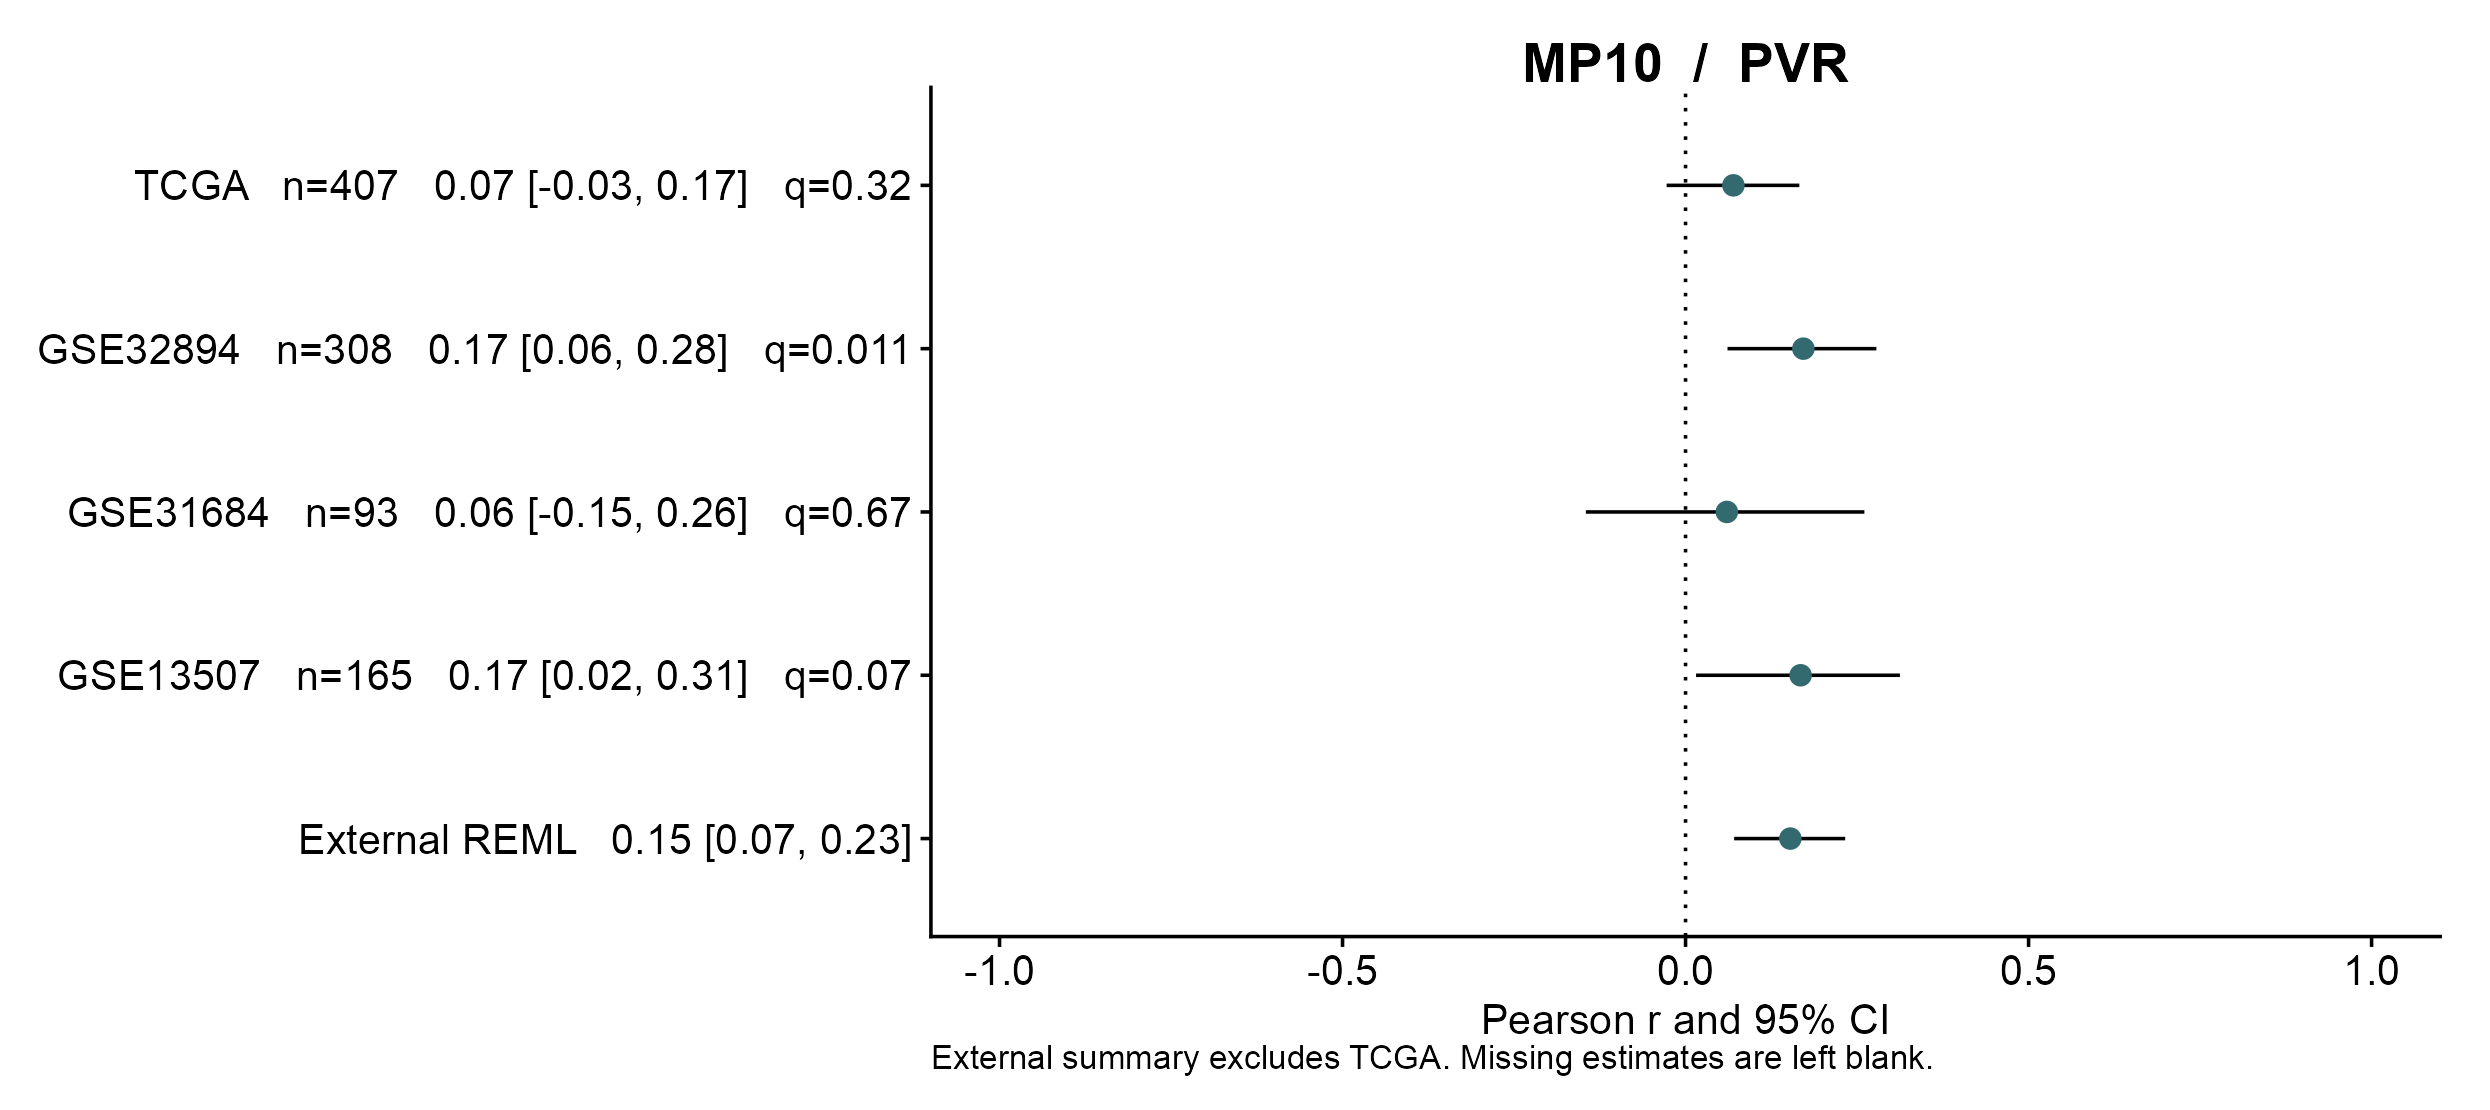 MP10 / PVR
TCGA n=407 0.07 [-0.03, 0.17] q=0.32
GSE32894 n=308 0.17 [0.06, 0.28] q=0.011
GSE31684 n=93 0.06 [-0.15, 0.26] q=0.67
GSE13507 n=165 0.17 [0.02, 0.31] q=0.07
External REML 0.15 [0.07, 0.23]
-1.0 -0.5 0.0 0.5 1.0
Pearson r and 95% CI
External summary excludes TCGA. Missing estimates are left blank.